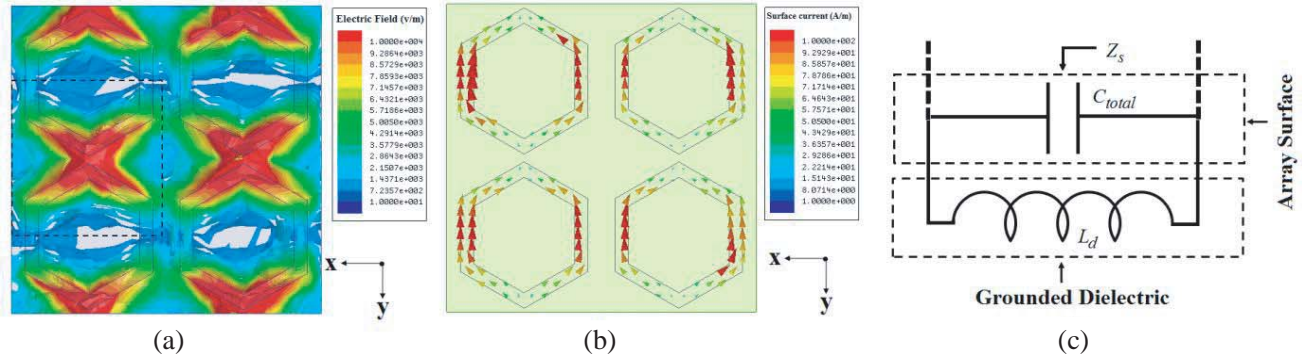 Electric Field (v/m)
1.0000e+004
9.2864e+003
8.5729e+003
7.8593e+003
7.1457e+003
6.4321e+003
5.7186e+003
5.0050e+003
4.2914e+003
3.5779e+003
2.8643e+003
2.1507e+003
1.4371e+003
7.2357e+002
1.0000e+001
x
y
(a)
Surface current (A/m)
1.0000e+002
9.2929e+001
8.5857e+001
7.8786e+001
7.1714e+001
6.4643e+001
5.7571e+001
5.0500e+001
4.3429e+001
3.6357e+001
2.9286e+001
2.2214e+001
1.5143e+001
8.0714e+000
1.0000e+000
x
y
(b)
Zs
Ctotal
Array Surface
Ld
Grounded Dielectric
(c)